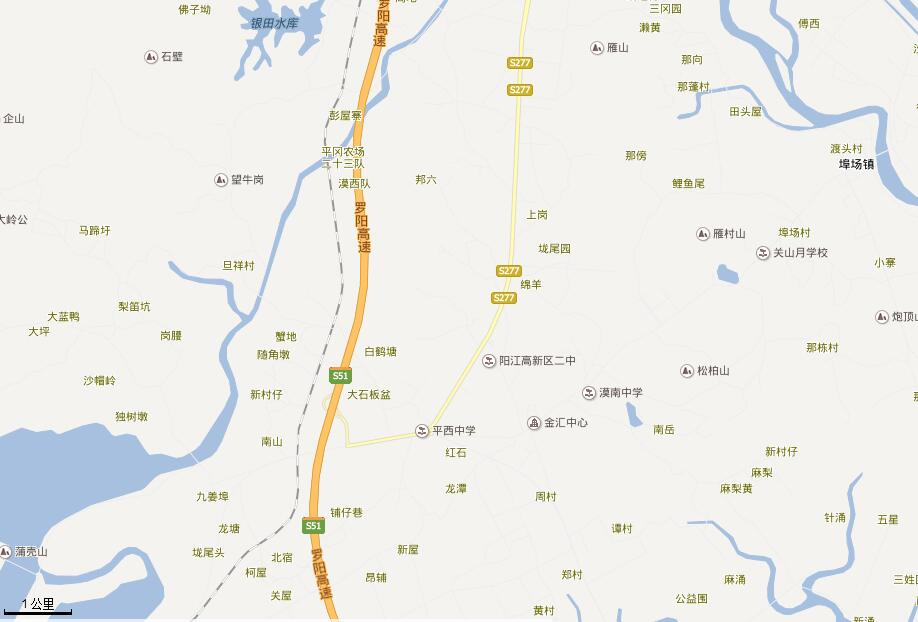 佛子坳
罗阳高速
三冈园
银田水库
濑黄
傅西
石壁
雁山
S277
那向
S277
那蓬村
田头屋
企山
彭屋寨
平冈农场
二十三队
渡头村
埠场镇
那傍
望牛岗
漠西队
邦六
鲤鱼尾
大岭公
罗阳高速
上岗
马蹄圩
雁村山
埠场村
垅尾园
关山月学校
旦祥村
小寨
S277
绵羊
S277
梨笛坑
大蓝鸭
炮顶山
大坪
岗腰
蟹地
随角墩
白鹤塘
那栋村
阳江高新区二中
S51
松柏山
沙帽岭
新村仔
大石板盆
漠南中学
独树墩
金汇中心
平西中学
南岳
南山
红石
新村仔
麻梨
龙潭
麻梨黄
九姜埠
周村
铺仔巷
针涌
五星
龙塘
S51
谭村
垅尾头
北宿
新屋
蒲壳山
罗阳高速
柯屋
昂辅
郑村
麻涌
三姓
关屋
公益围
1 公里
黄村
新涌